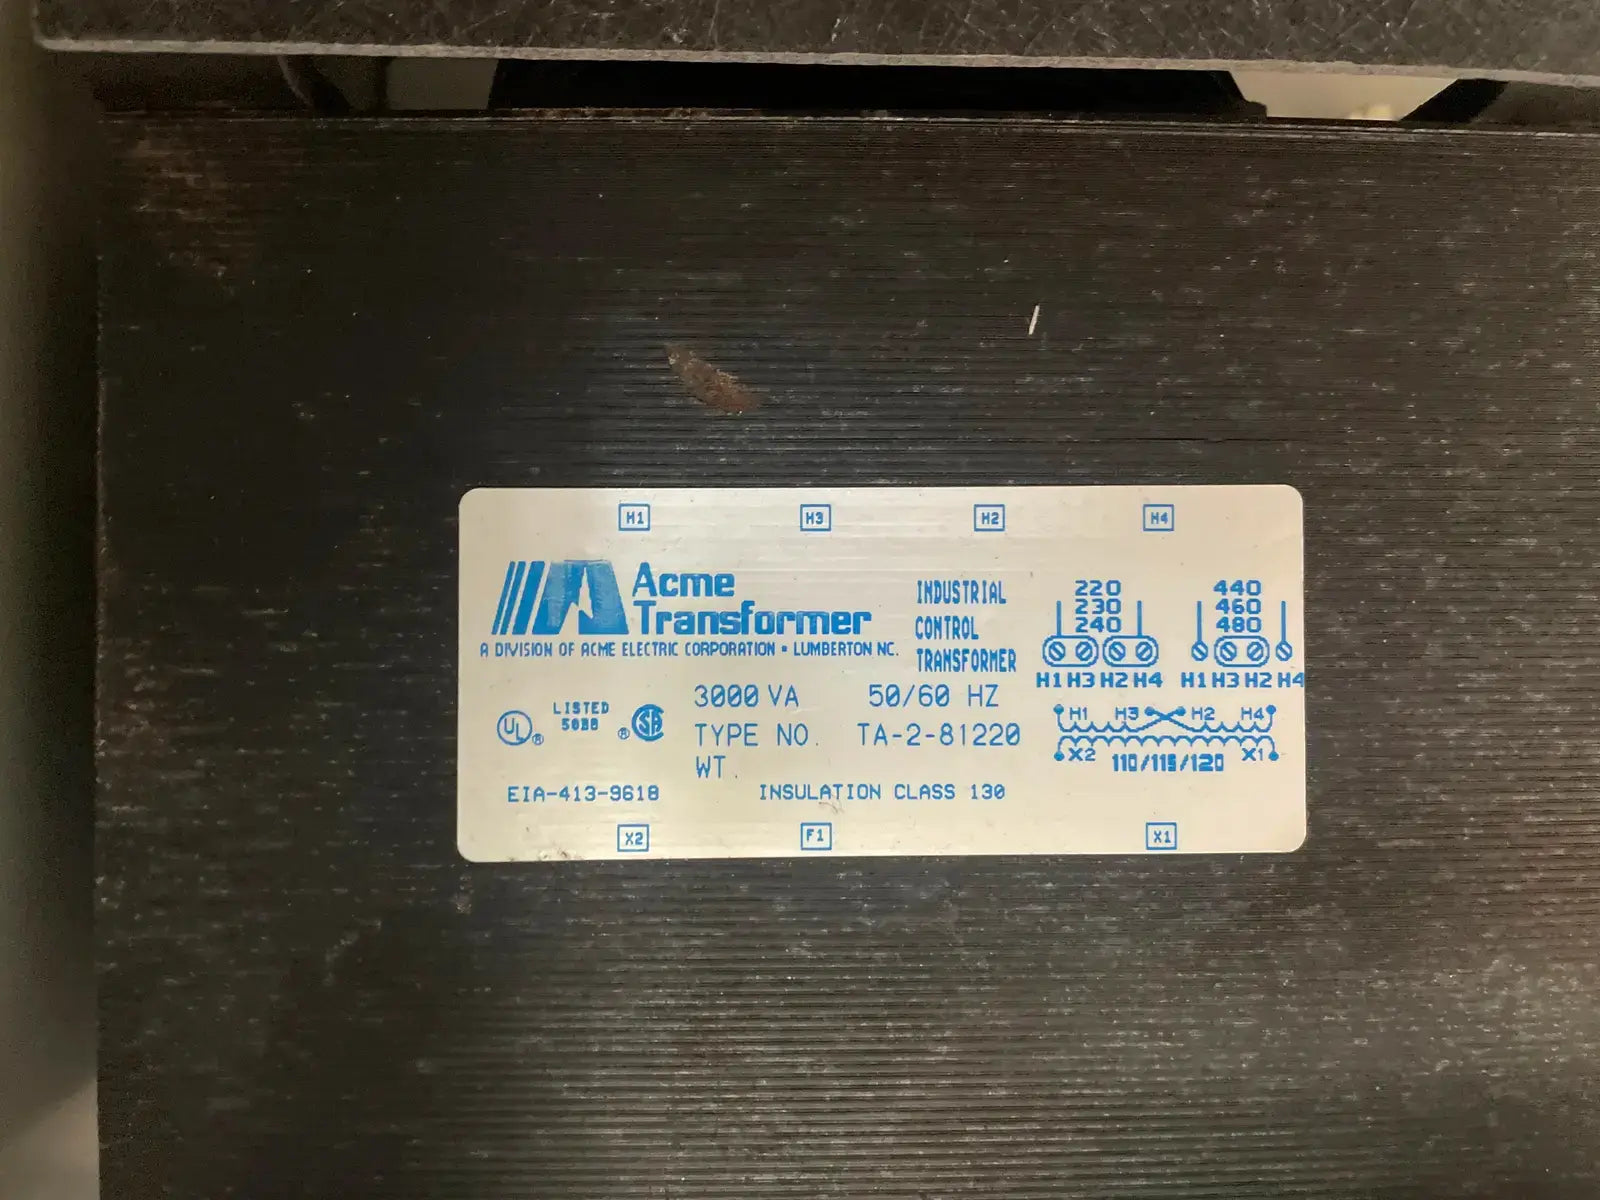 H1 H3 H2 H4
Acme
Transformer
A DIVISION OF ACME ELECTRIC CORPORATION • LUMBERTON NC.
INDUSTRIAL
CONTROL
TRANSFORMER
220
230
240
H1 H3 H2 H4
440
460
480
H1 H3 H2 H4
H1 H3 H2 H4
X2 110/115/120 X1
UL ®
LISTED
50BB
® SA
3000 VA 50/60 HZ
TYPE NO. TA-2-81220
WT.
EIA-413-9618 INSULATION CLASS 130
X2 F1 X1